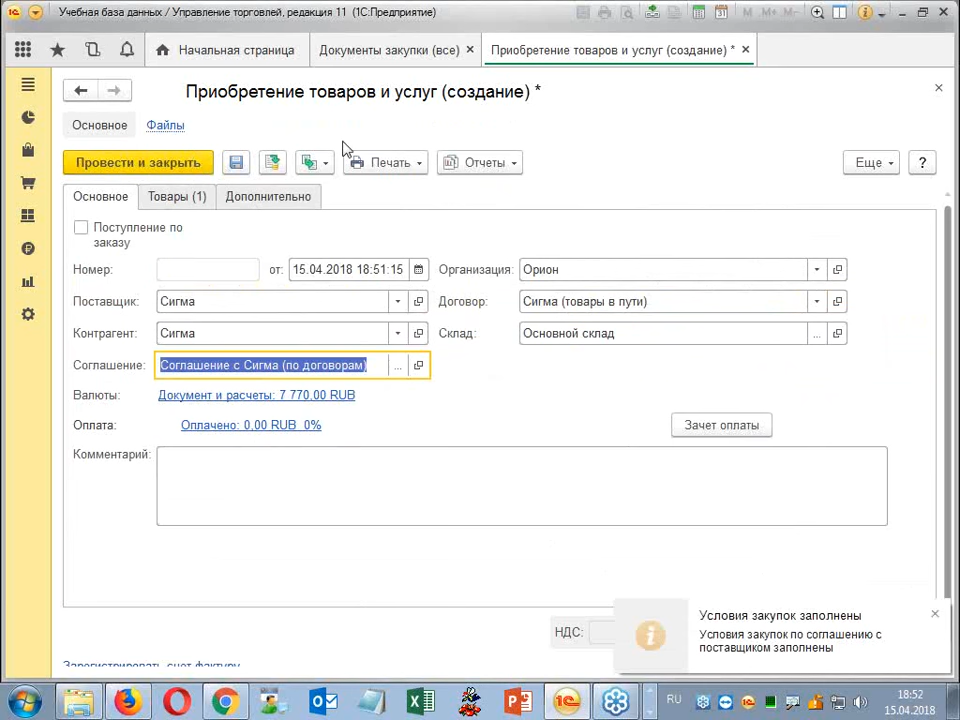 Учебная база данных / Управление торговлей, редакция 11 (1С:Предприятие)
M M+ M-
Начальная страница
Документы закупки (все) ×
Приобретение товаров и услуг (создание) * ×
Приобретение товаров и услуг (создание) *
Основное Файлы
Провести и закрыть
Печать
Отчеты
Еще
?
Основное
Товары (1)
Дополнительно
Поступление по
заказу
Номер: от: 15.04.2018 18:51:15 Организация: Орион
Поставщик: Сигма Договор: Сигма (товары в пути)
Контрагент: Сигма Склад: Основной склад ...
Соглашение: Соглашение с Сигма (по договорам) ...
Валюты: Документ и расчеты: 7 770,00 RUB
Оплата: Оплачено: 0,00 RUB 0% Зачет оплаты
Комментарий:
НДС:
Условия закупок заполнены
Условия закупок по соглашению с
поставщиком заполнены
Зарегистрировать счет-фактуру
RU
18:52
15.04.2018